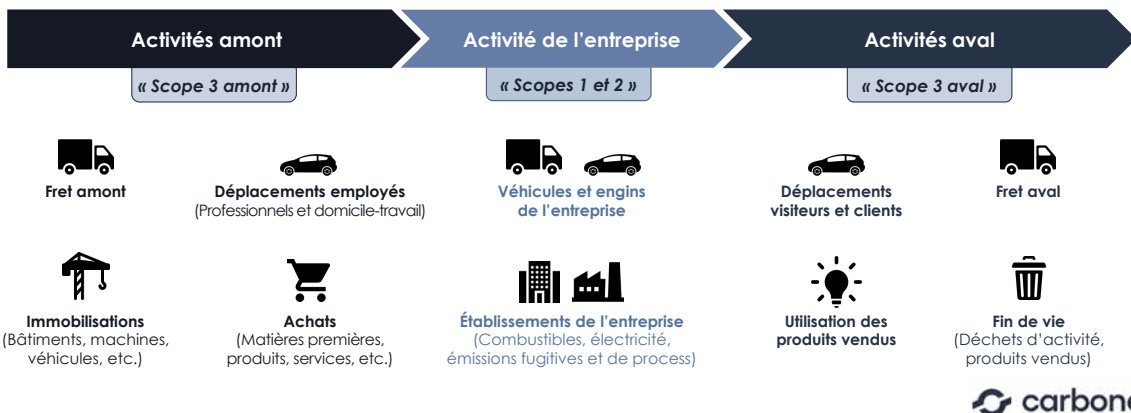 Activités amont
Activité de l'entreprise
Activités aval
« Scope 3 amont »
« Scopes 1 et 2 »
« Scope 3 aval »
Fret amont
Déplacements employés
(Professionnels et domicile-travail)
Véhicules et engins
de l'entreprise
Déplacements
visiteurs et clients
Fret aval
Immobilisations
(Bâtiments, machines,
véhicules, etc.)
Achats
(Matières premières,
produits, services, etc.)
Établissements de l'entreprise
(Combustibles, électricité,
émissions fugitives et de process)
Utilisation des
produits vendus
Fin de vie
(Déchets d'activité,
produits vendus)
carbone